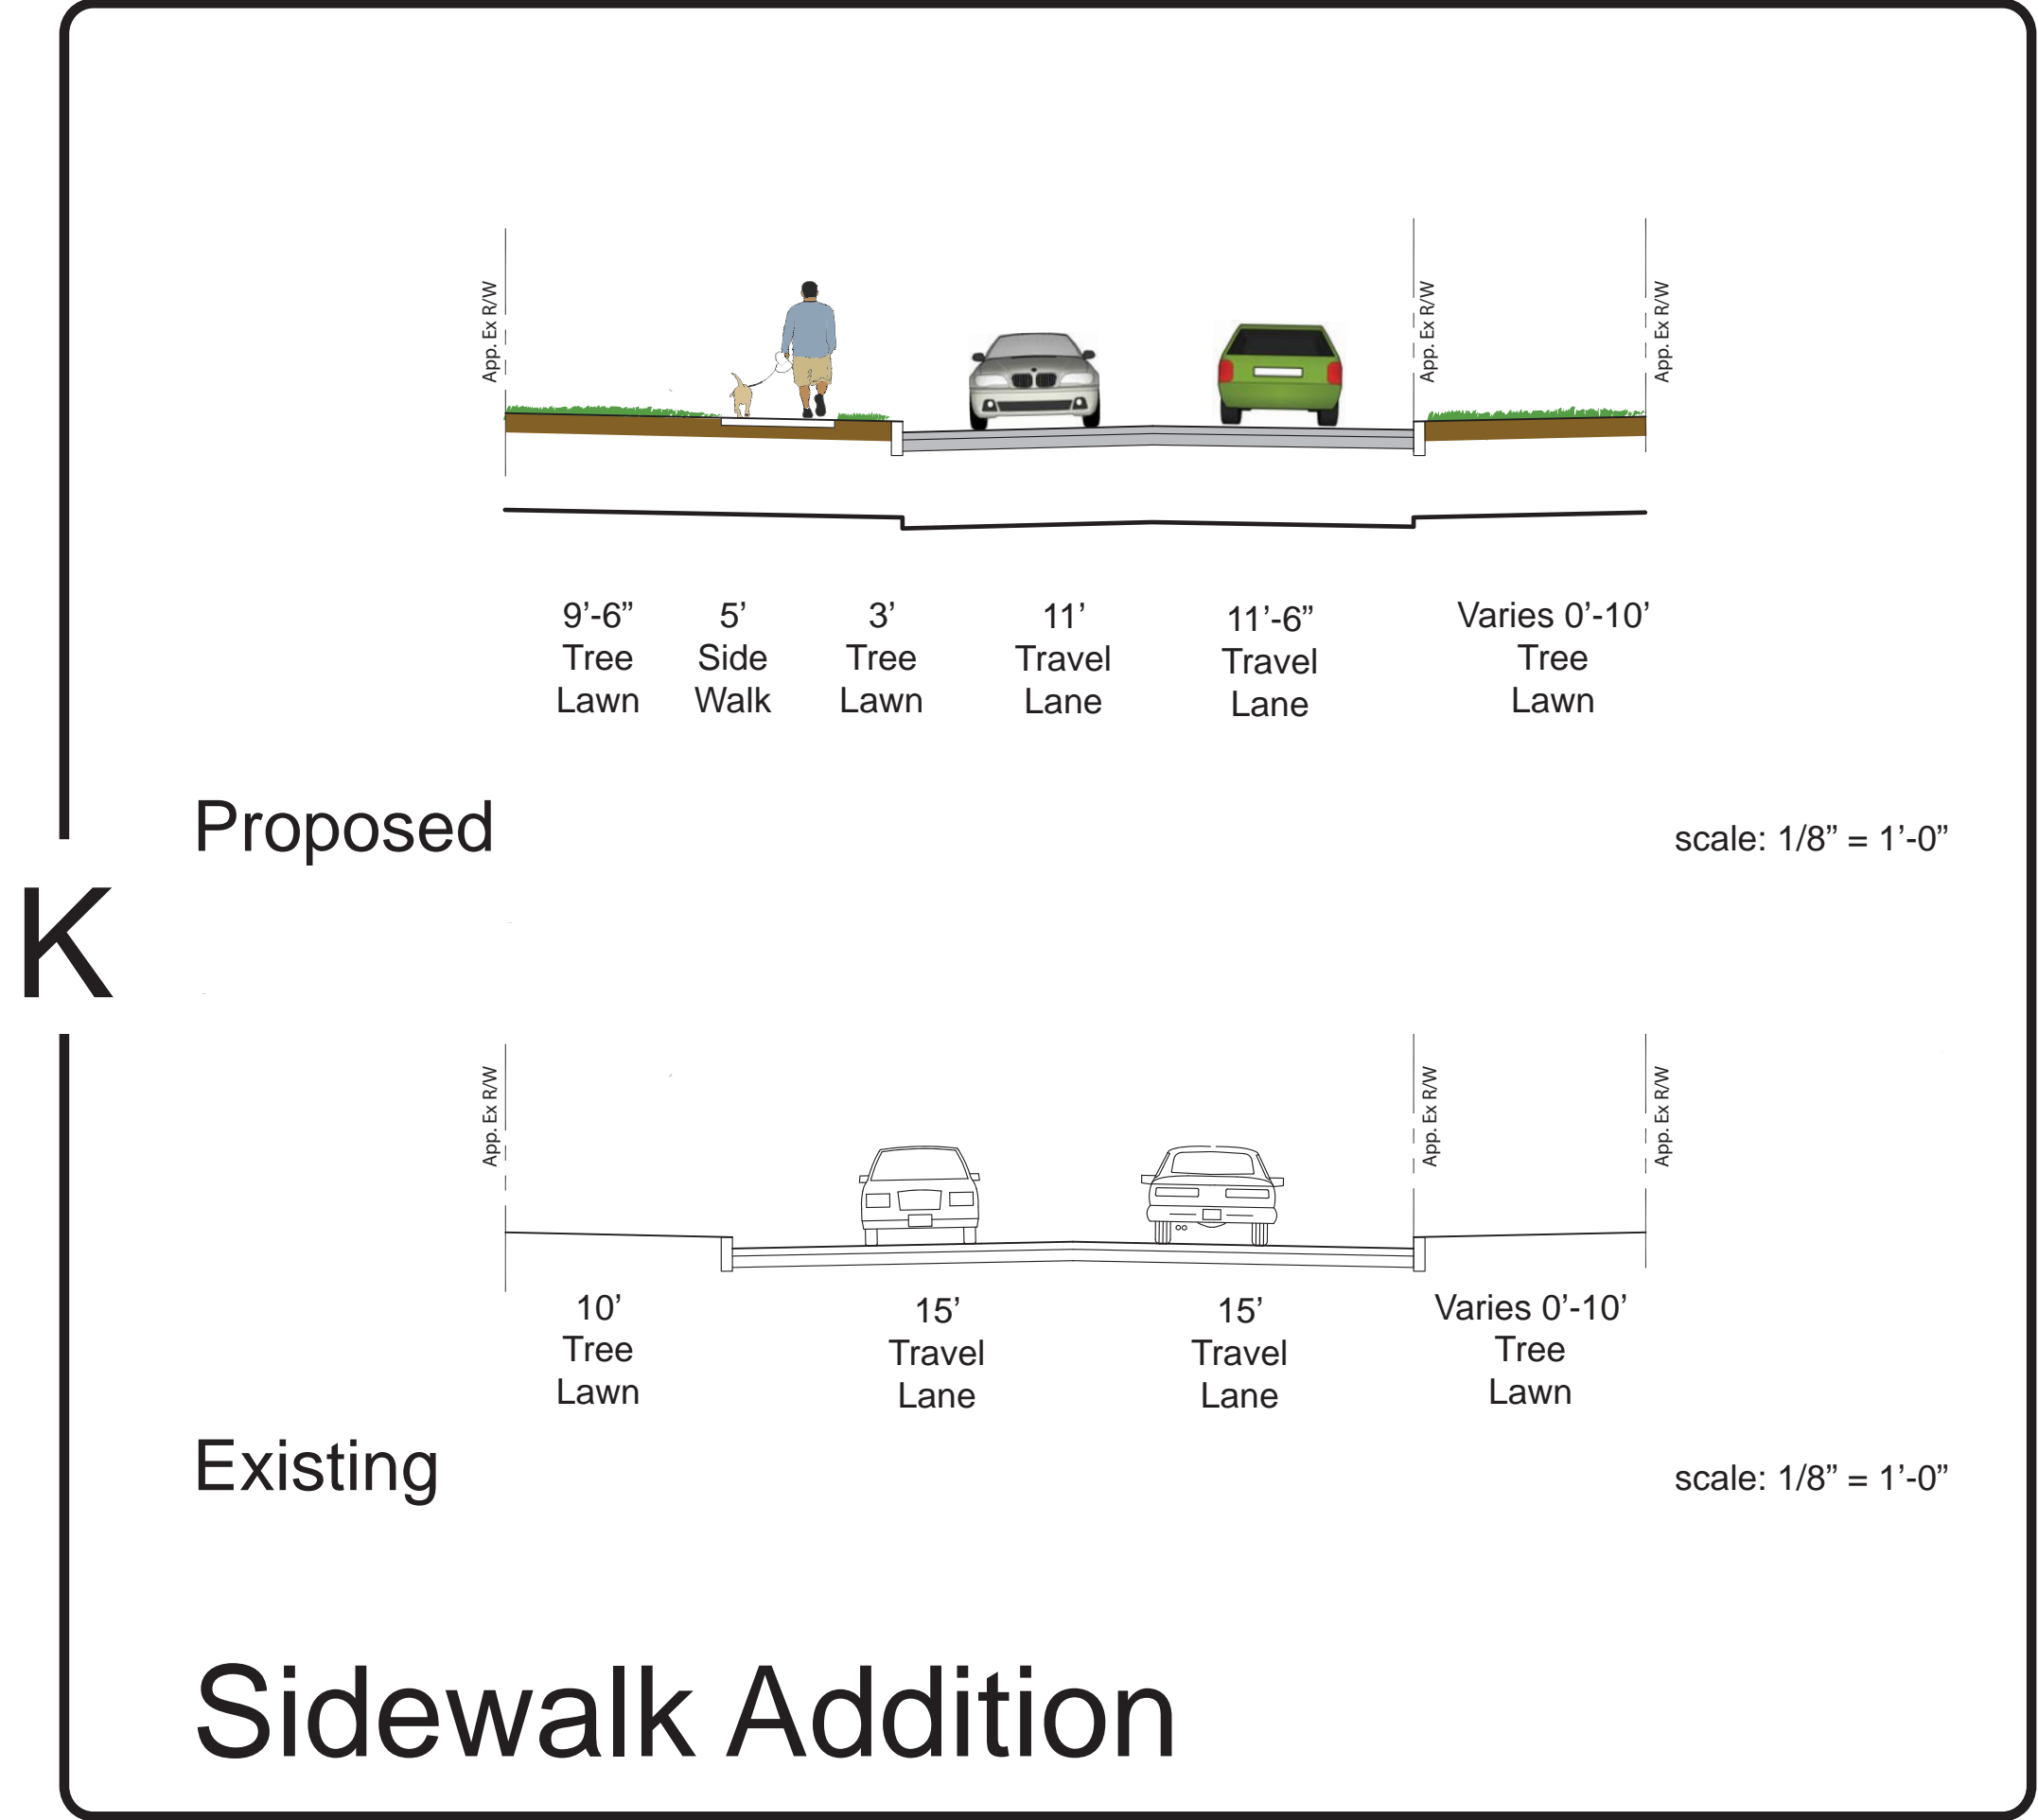 App. Ex R/W
App. Ex R/W
App. Ex R/W
9’-6”
Tree
Lawn
5’
Side
Walk
3’
Tree
Lawn
11’
Travel
Lane
11’-6”
Travel
Lane
Varies 0’-10’
Tree
Lawn
Proposed
scale: 1/8” = 1’-0”
K
App. Ex R/W
App. Ex R/W
App. Ex R/W
10’
Tree
Lawn
15’
Travel
Lane
15’
Travel
Lane
Varies 0’-10’
Tree
Lawn
Existing
scale: 1/8” = 1’-0”
Sidewalk Addition